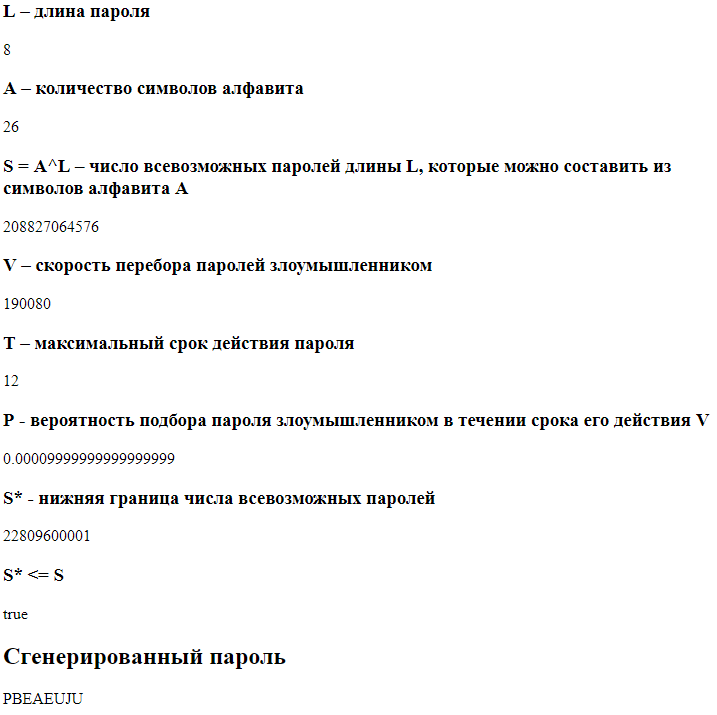 L – длина пароля
8
A – количество символов алфавита
26
S = A^L – число всевозможных паролей длины L, которые можно составить из
символов алфавита A
208827064576
V – скорость перебора паролей злоумышленником
190080
T – максимальный срок действия пароля
12
P - вероятность подбора пароля злоумышленником в течении срока его действия V
0.00009999999999999999
S* - нижняя граница числа всевозможных паролей
22809600001
S* <= S
true
Сгенерированный пароль
PBEAEUJU